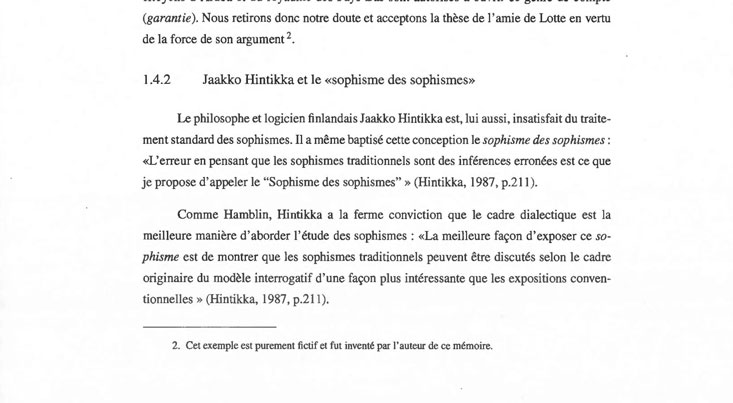 (garantie). Nous retirons donc notre doute et acceptons la thèse de l'amie de Lotte en vertu
de la force de son argument 2.
1.4.2 Jaakko Hintikka et le «sophisme des sophismes»
Le philosophe et logicien finlandais Jaakko Hintikka est, lui aussi, insatisfait du traite-
ment standard des sophismes. Il a même baptisé cette conception le sophisme des sophismes :
«L'erreur en pensant que les sophismes traditionnels sont des inférences erronées est ce que
je propose d'appeler le "Sophisme des sophismes" » (Hintikka, 1987, p.211).
Comme Hamblin, Hintikka a la ferme conviction que le cadre dialectique est la
meilleure manière d'aborder l'étude des sophismes : «La meilleure façon d'exposer ce so-
phisme est de montrer que les sophismes traditionnels peuvent être discutés selon le cadre
originaire du modèle interrogatif d'une façon plus intéressante que les expositions conven-
tionnelles » (Hintikka, 1987, p.211).
2. Cet exemple est purement fictif et fut inventé par l'auteur de ce mémoire.